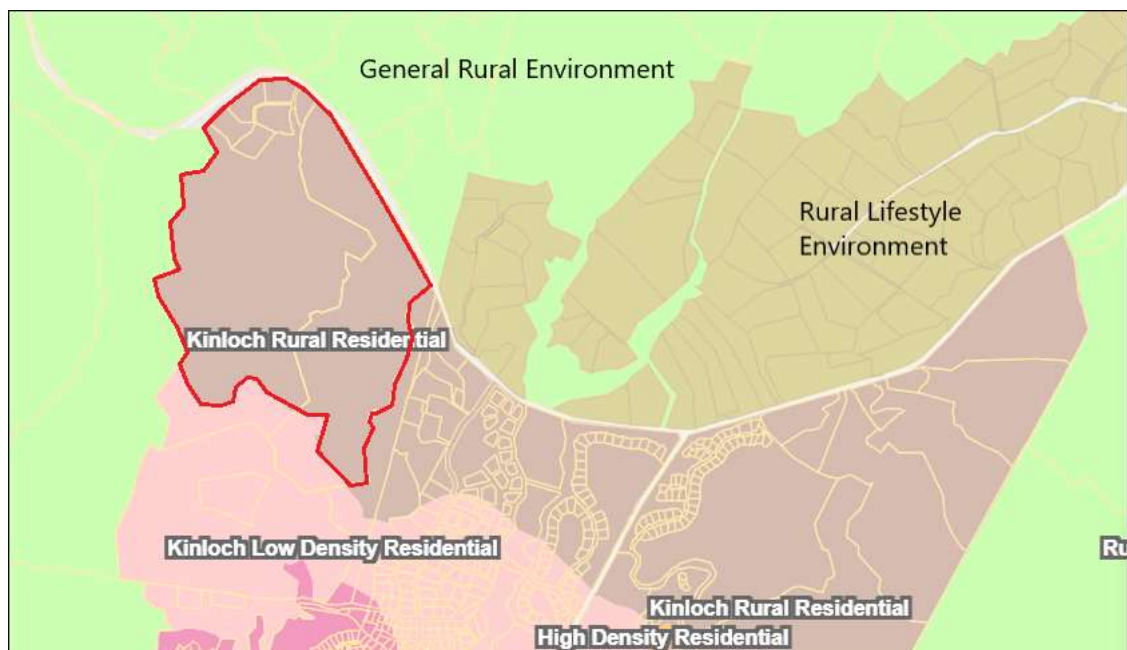 General Rural Environment
Rural Lifestyle
Environment
Kinloch Rural Residential
Kinloch Low Density Residential
Ru
Kinloch Rural Residential
High Density Residential